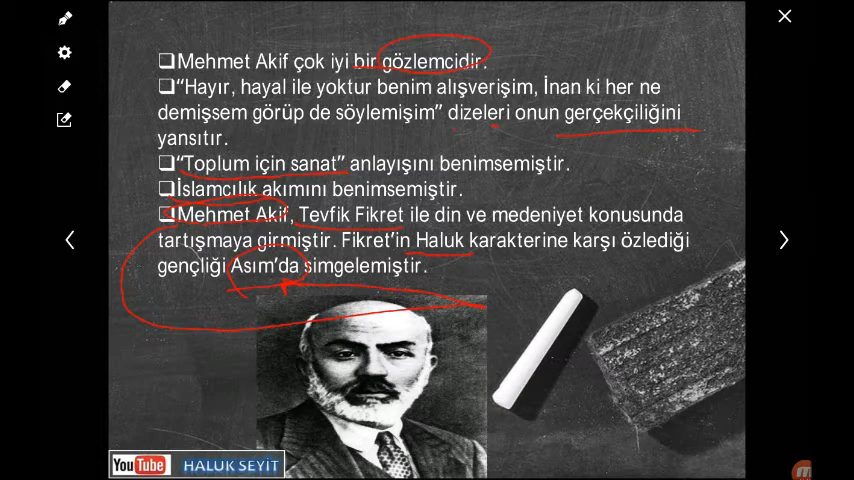 ❑Mehmet Akif çok iyi bir gözlemcidir.
❑“Hayır, hayal ile yoktur benim alışverişim, İnan ki her ne
demişsem görüp de söylemişim” dizeleri onun gerçekçiliğini
yansıtır.
❑“Toplum için sanat” anlayışını benimsemiştir.
❑İslamcılık akımını benimsemiştir.
❑Mehmet Akif, Tevfik Fikret ile din ve medeniyet konusunda
tartışmaya girmiştir. Fikret’in Haluk karakterine karşı özlediği
gençliği Asım’da simgelemiştir.
YouTube HALUK SEYİT